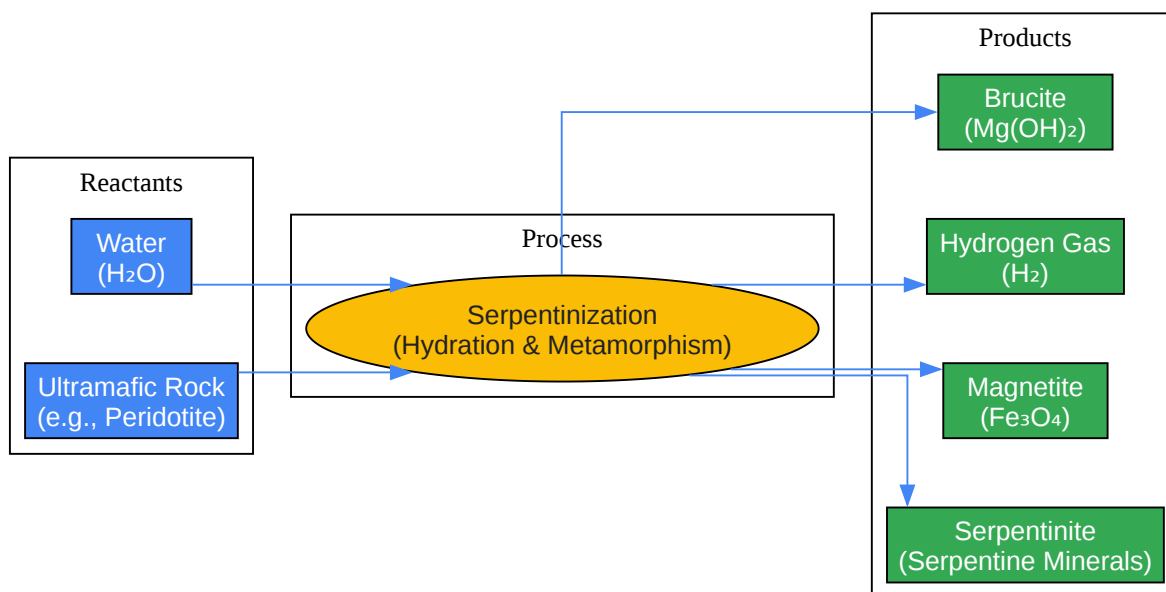 Reactants
Water
(H₂O)
Ultramafic Rock
(e.g., Peridotite)
Process
Serpentinization
(Hydration & Metamorphism)
Products
Brucite
(Mg(OH)₂)
Hydrogen Gas
(H₂)
Magnetite
(Fe₃O₄)
Serpentinite
(Serpentine Minerals)